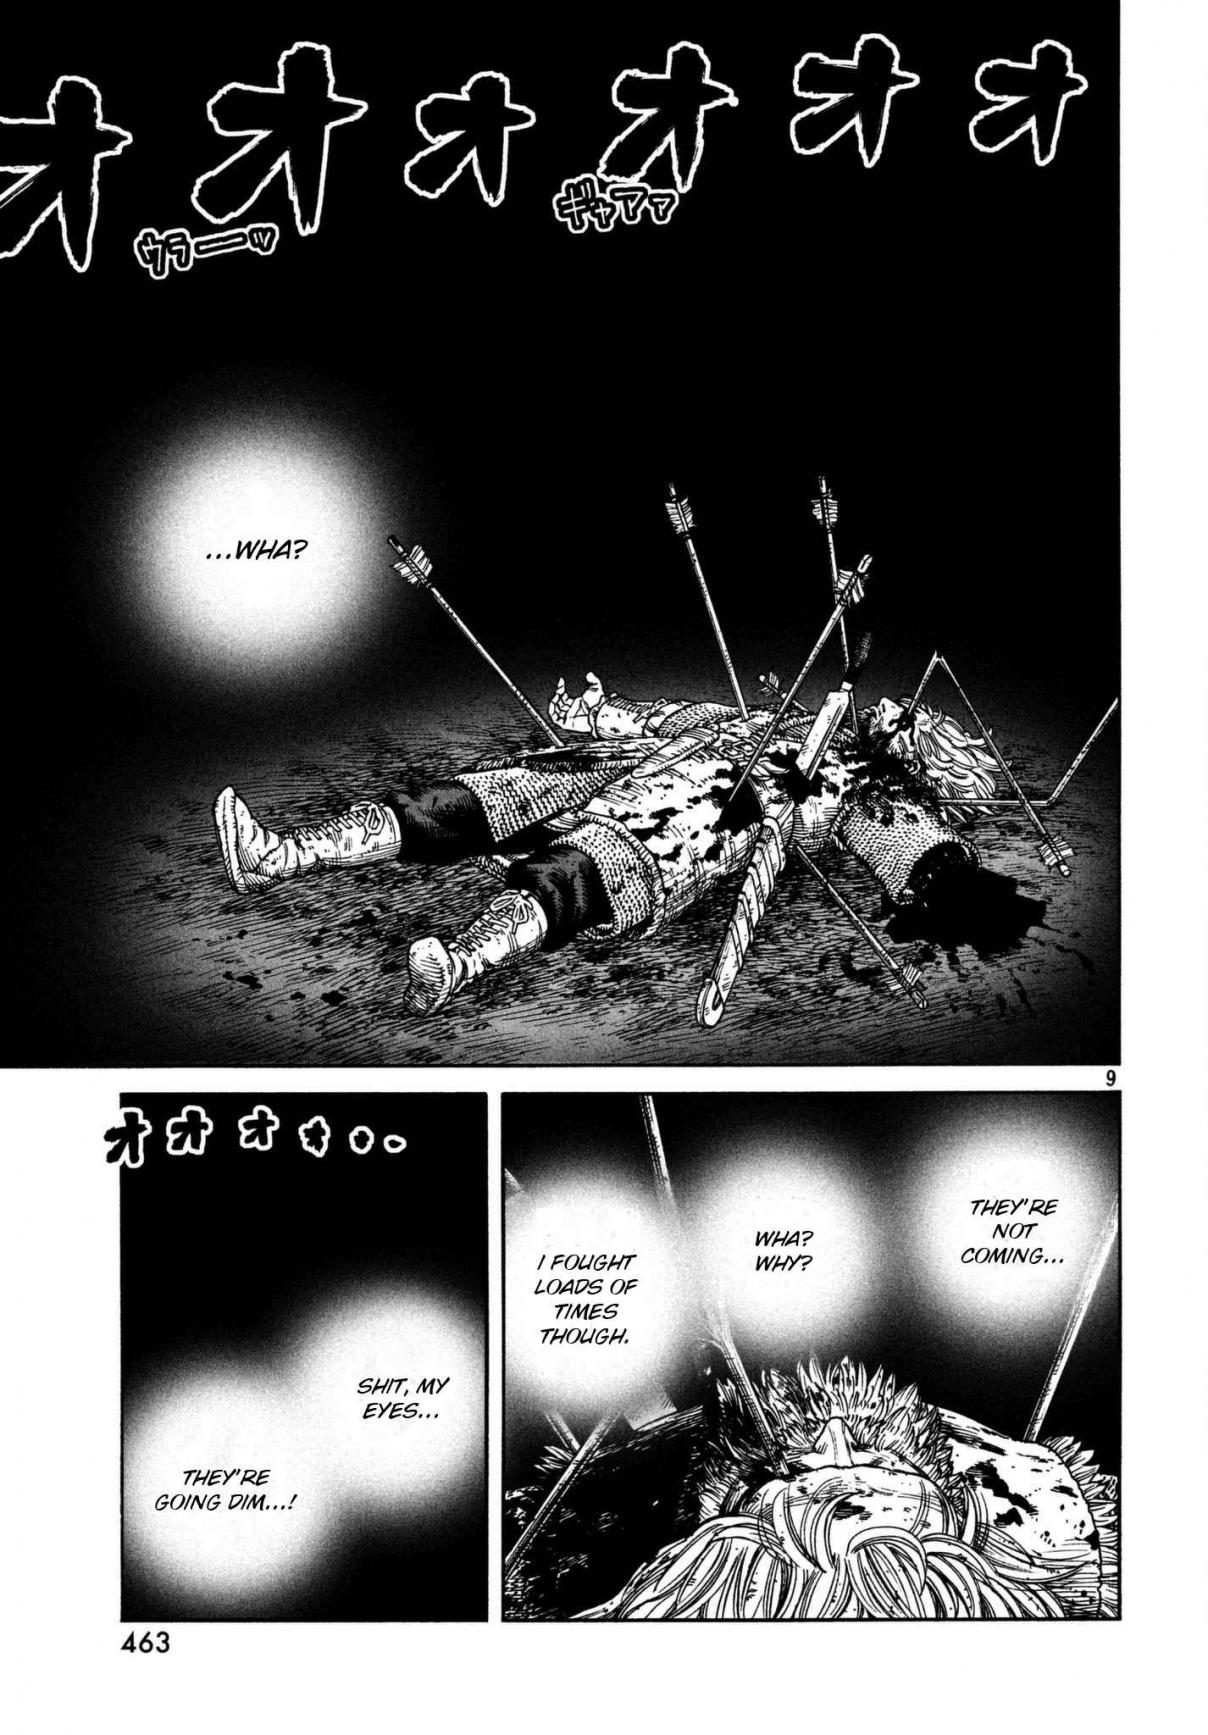 オオオオオオ
ギャアァ
ウラーッ
...WHA?
9
THEY'RE
NOT
COMING...
WHA?
WHY?
I FOUGHT
LOADS OF
TIMES
THOUGH.
オオオォ...
SHIT, MY
EYES...
THEY'RE
GOING DIM...!
463